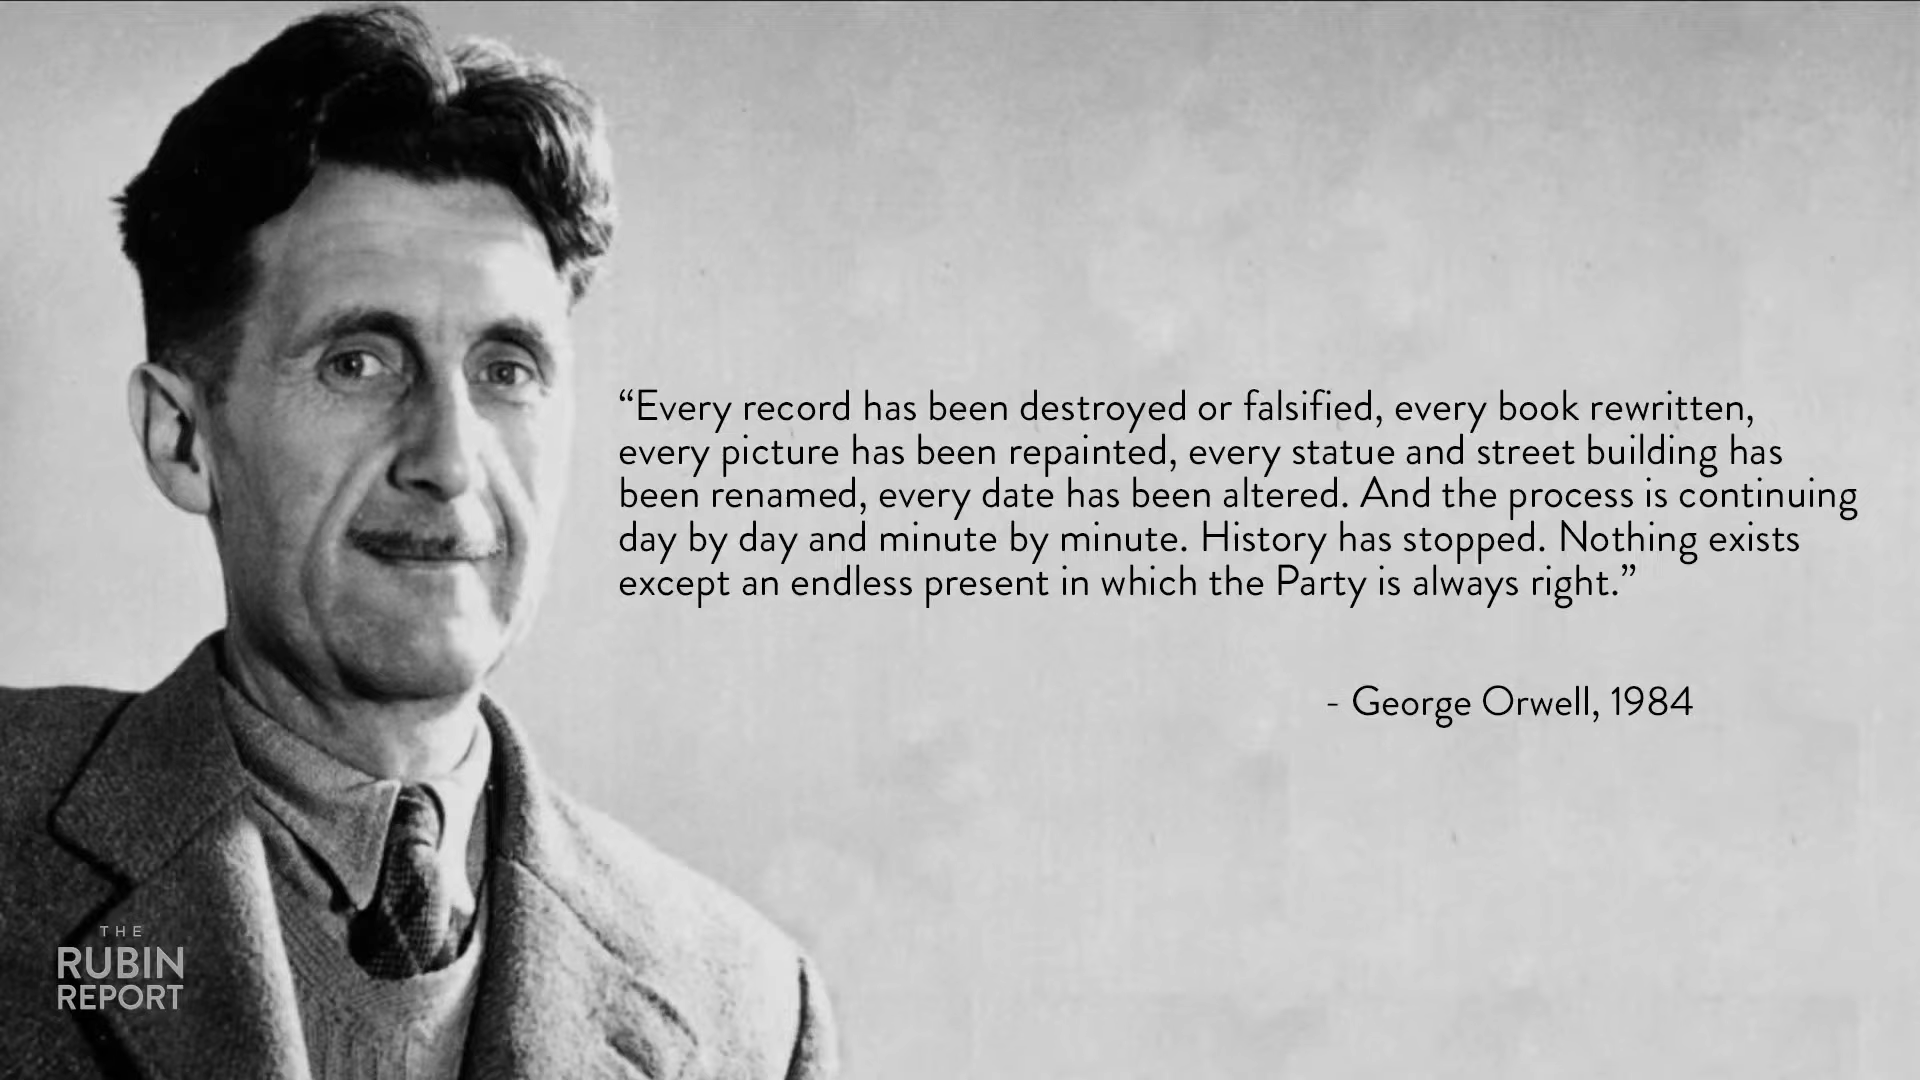 “Every record has been destroyed or falsified, every book rewritten,
every picture has been repainted, every statue and street building has
been renamed, every date has been altered. And the process is continuing
day by day and minute by minute. History has stopped. Nothing exists
except an endless present in which the Party is always right.”
- George Orwell, 1984
THE
RUBIN
REPORT